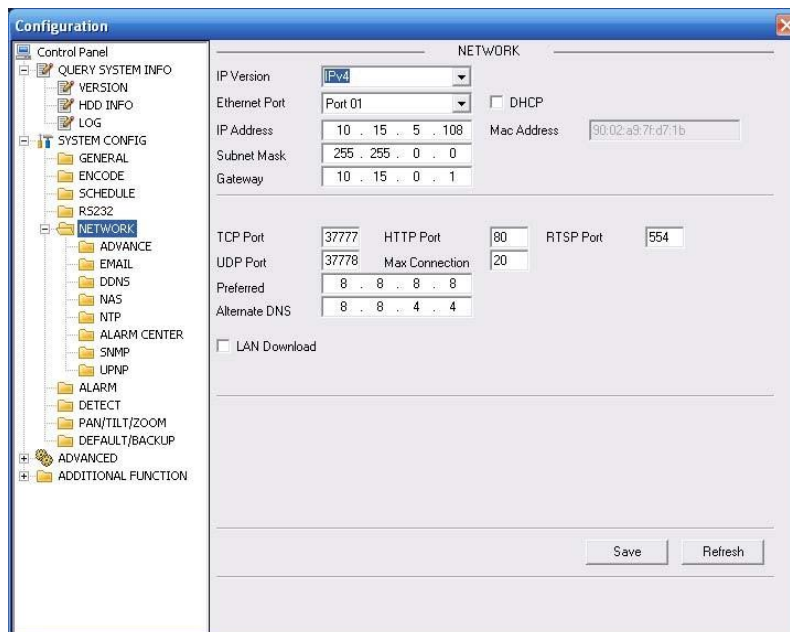 Configuration
Control Panel
QUERY SYSTEM INFO
VERSION
HDD INFO
LOG
SYSTEM CONFIG
GENERAL
ENCODE
SCHEDULE
RS232
NETWORK
ADVANCE
EMAIL
DDNS
NAS
NTP
ALARM CENTER
SNMP
UPNP
ALARM
DETECT
PAN/TILT/ZOOM
DEFAULT/BACKUP
ADVANCED
ADDITIONAL FUNCTION
NETWORK
IP Version IPv4
Ethernet Port Port 01 DHCP
IP Address 10 . 15 . 5 . 108 Mac Address 90:02:a9:7f:d7:1b
Subnet Mask 255 . 255 . 0 . 0
Gateway 10 . 15 . 0 . 1
TCP Port 37777 HTTP Port 80 RTSP Port 554
UDP Port 37778 Max Connection 20
Preferred 8 . 8 . 8 . 8
Alternate DNS 8 . 8 . 4 . 4
LAN Download
Save Refresh